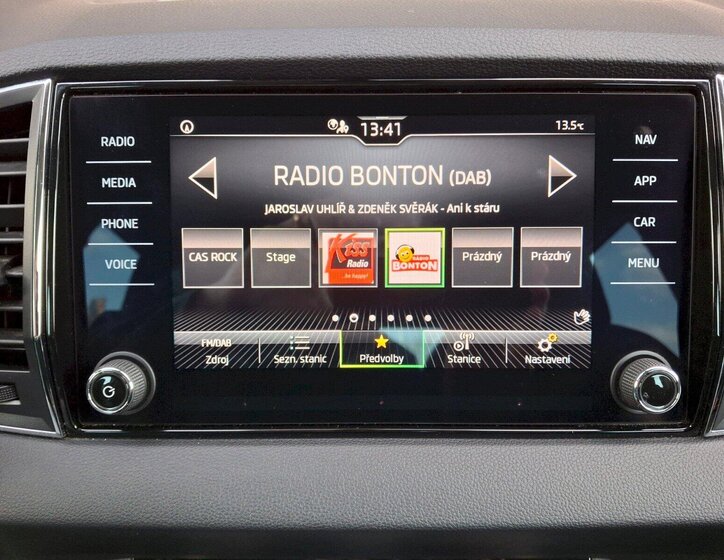 RADIO
MEDIA
PHONE
VOICE
13:41
13.5°C
RADIO BONTON (DAB)
JAROSLAV UHLÍŘ & ZDENĚK SVĚRÁK - Ani k stáru
CAS ROCK
Stage
Kiss
Radio
...be happy!
RÁDIO
BONTON
Prázdný
Prázdný
FM/DAB
Zdroj
Sezn. stanic
Předvolby
Stanice
Nastavení
NAV
APP
CAR
MENU